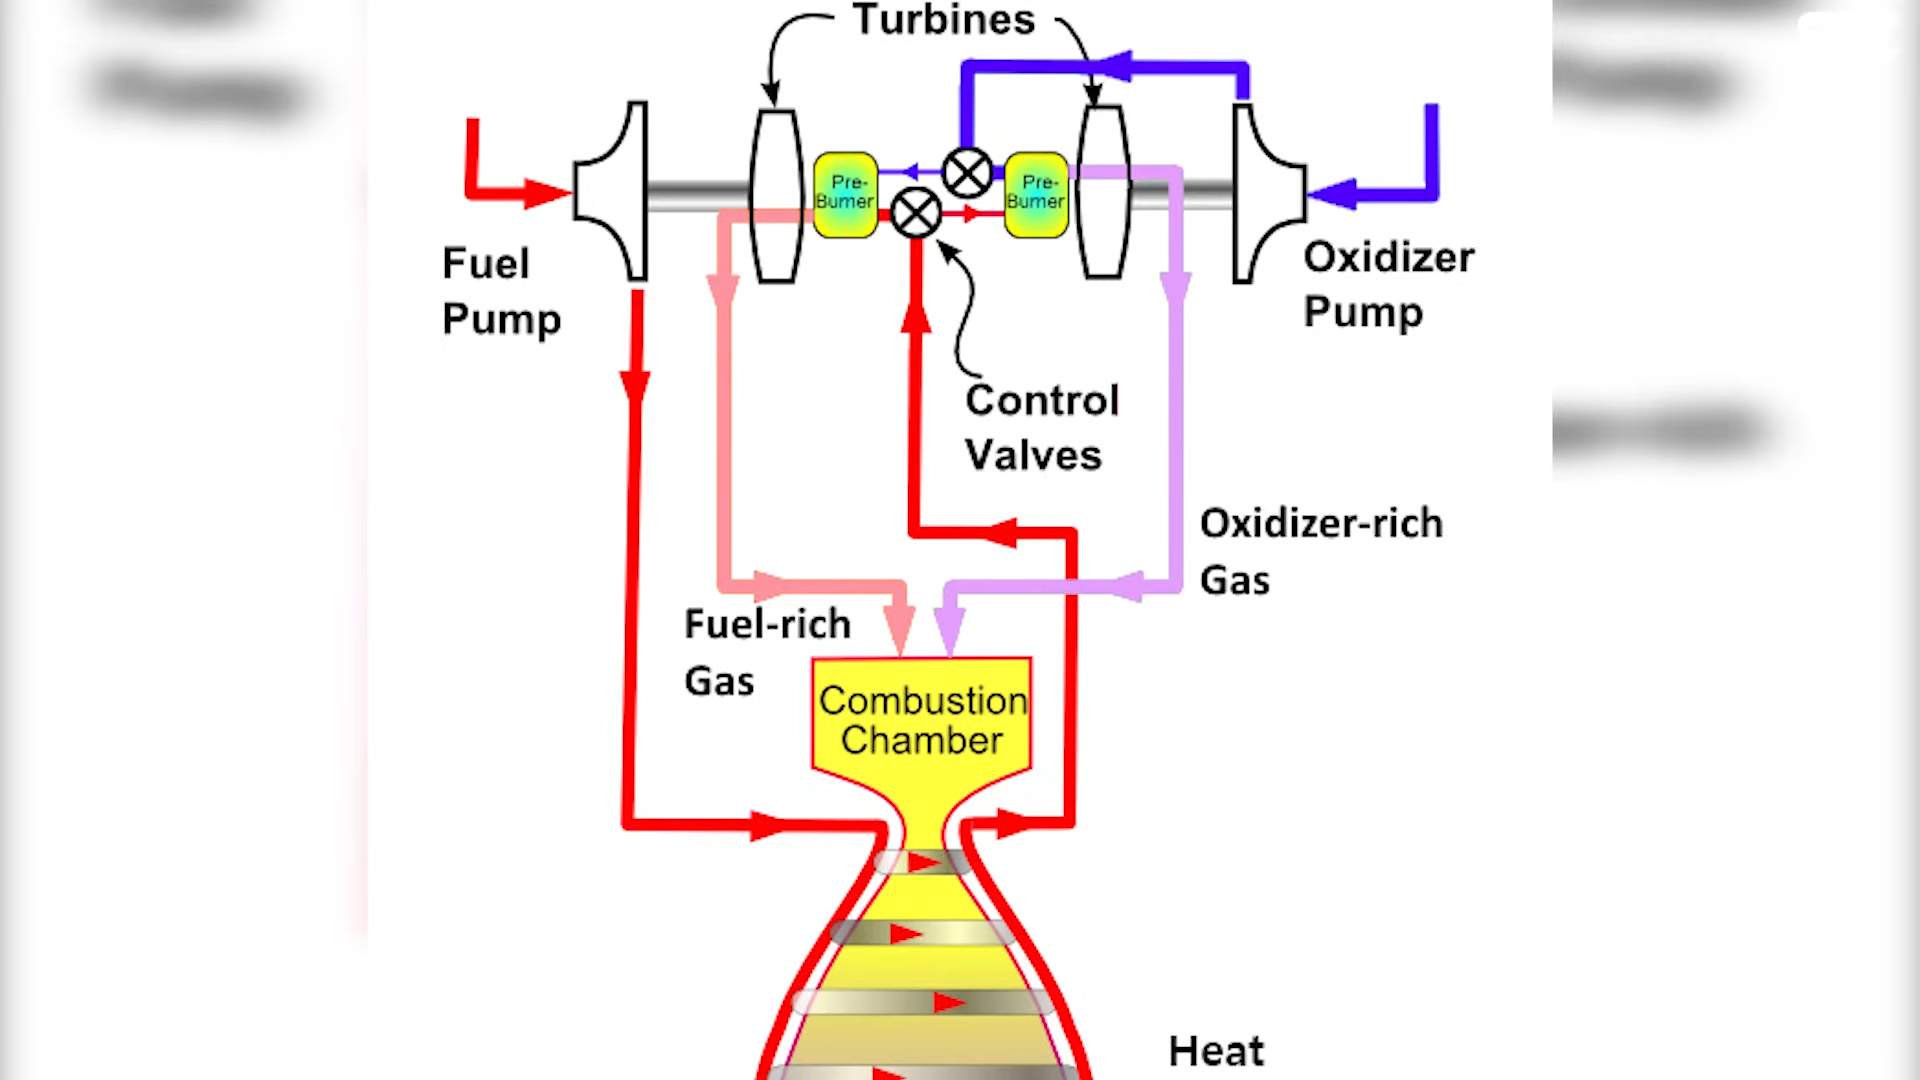 Turbines
Pre-
Burner
Pre-
Burner
Fuel
Pump
Oxidizer
Pump
Control
Valves
Oxidizer-rich
Gas
Fuel-rich
Gas
Combustion
Chamber
Heat